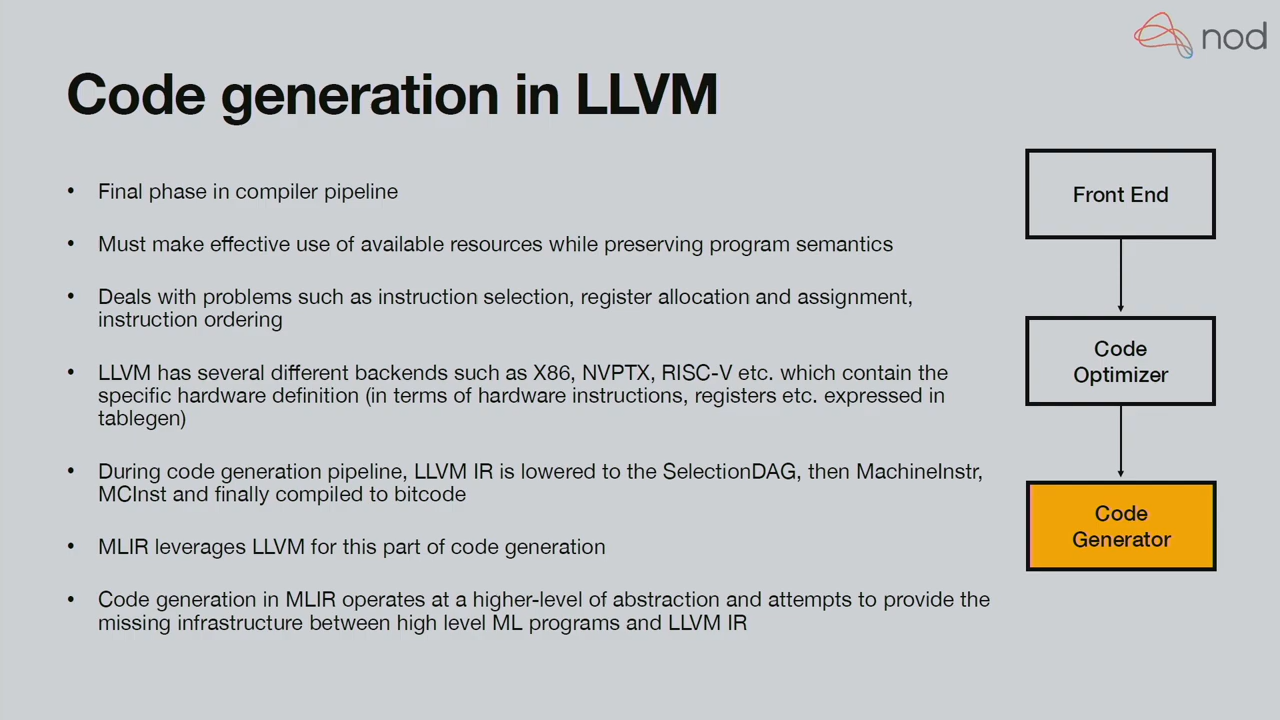 nod
Code generation in LLVM
• Final phase in compiler pipeline
• Must make effective use of available resources while preserving program semantics
• Deals with problems such as instruction selection, register allocation and assignment,
instruction ordering
• LLVM has several different backends such as X86, NVPTX, RISC-V etc. which contain the
specific hardware definition (in terms of hardware instructions, registers etc. expressed in
tablegen)
• During code generation pipeline, LLVM IR is lowered to the SelectionDAG, then MachineInstr,
MCInst and finally compiled to bitcode
• MLIR leverages LLVM for this part of code generation
• Code generation in MLIR operates at a higher-level of abstraction and attempts to provide the
missing infrastructure between high level ML programs and LLVM IR
Front End
Code
Optimizer
Code
Generator